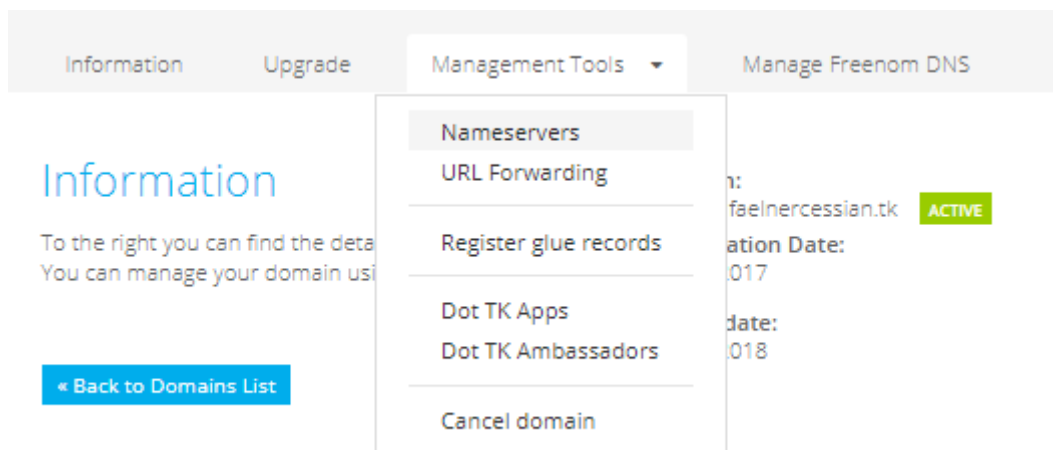 Information Upgrade Management Tools Manage Freenom DNS
Nameservers
URL Forwarding
Register glue records
Dot TK Apps
Dot TK Ambassadors
Cancel domain
Information
To the right you can find the deta
You can manage your domain usi
« Back to Domains List
n:
faelnercessian.tk ACTIVE
ation Date:
2017
date:
2018